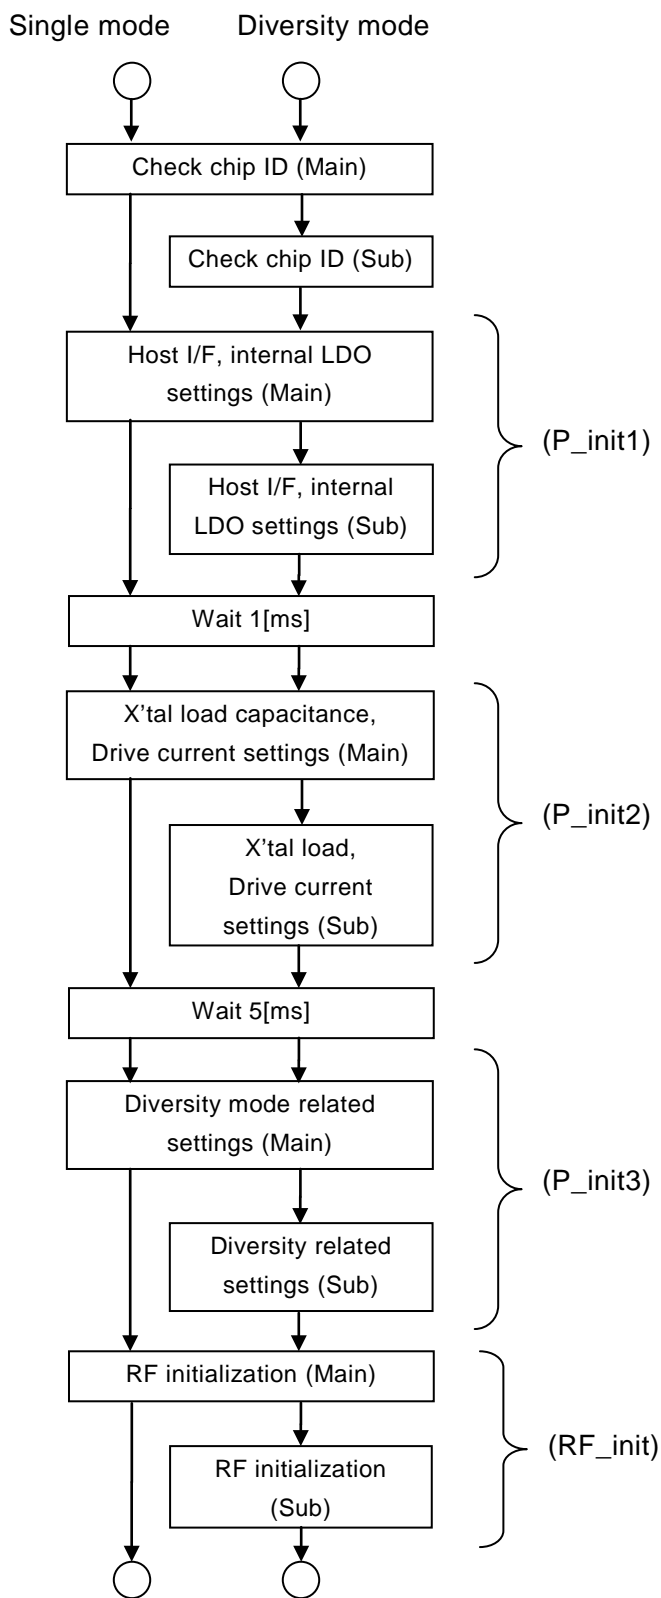 Single mode
Diversity mode
Check chip ID (Main)
Check chip ID (Sub)
Host I/F, internal LDO
settings (Main)
(P_init1)
Host I/F, internal
LDO settings (Sub)
Wait 1[ms]
X'tal load capacitance,
Drive current settings (Main)
(P_init2)
X'tal load,
Drive current
settings (Sub)
Wait 5[ms]
Diversity mode related
settings (Main)
(P_init3)
Diversity related
settings (Sub)
RF initialization (Main)
(RF_init)
RF initialization
(Sub)